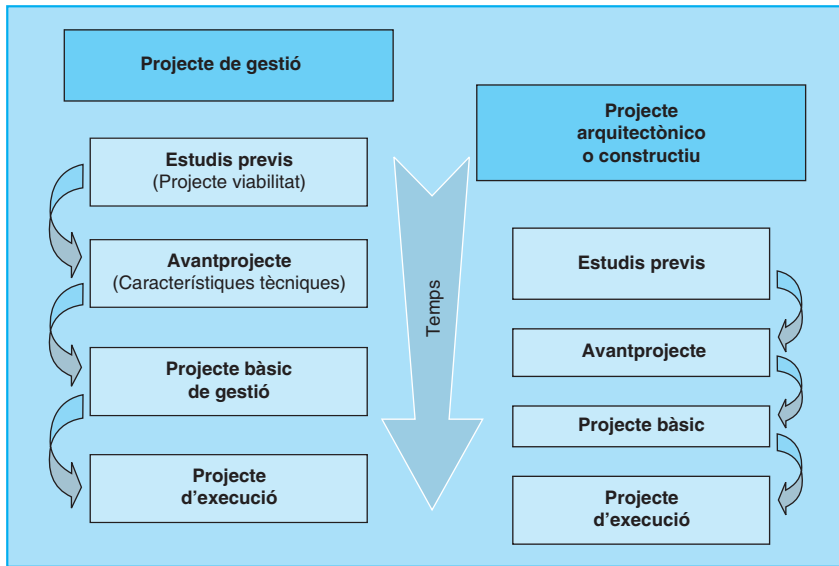 Projecte de gestió
Estudis previs
(Projecte viabilitat)
Avantprojecte
(Característiques tècniques)
Projecte bàsic
de gestió
Projecte
d'execució
Temps
Projecte
arquitectònico
o constructiu
Estudis previs
Avantprojecte
Projecte bàsic
Projecte
d'execució